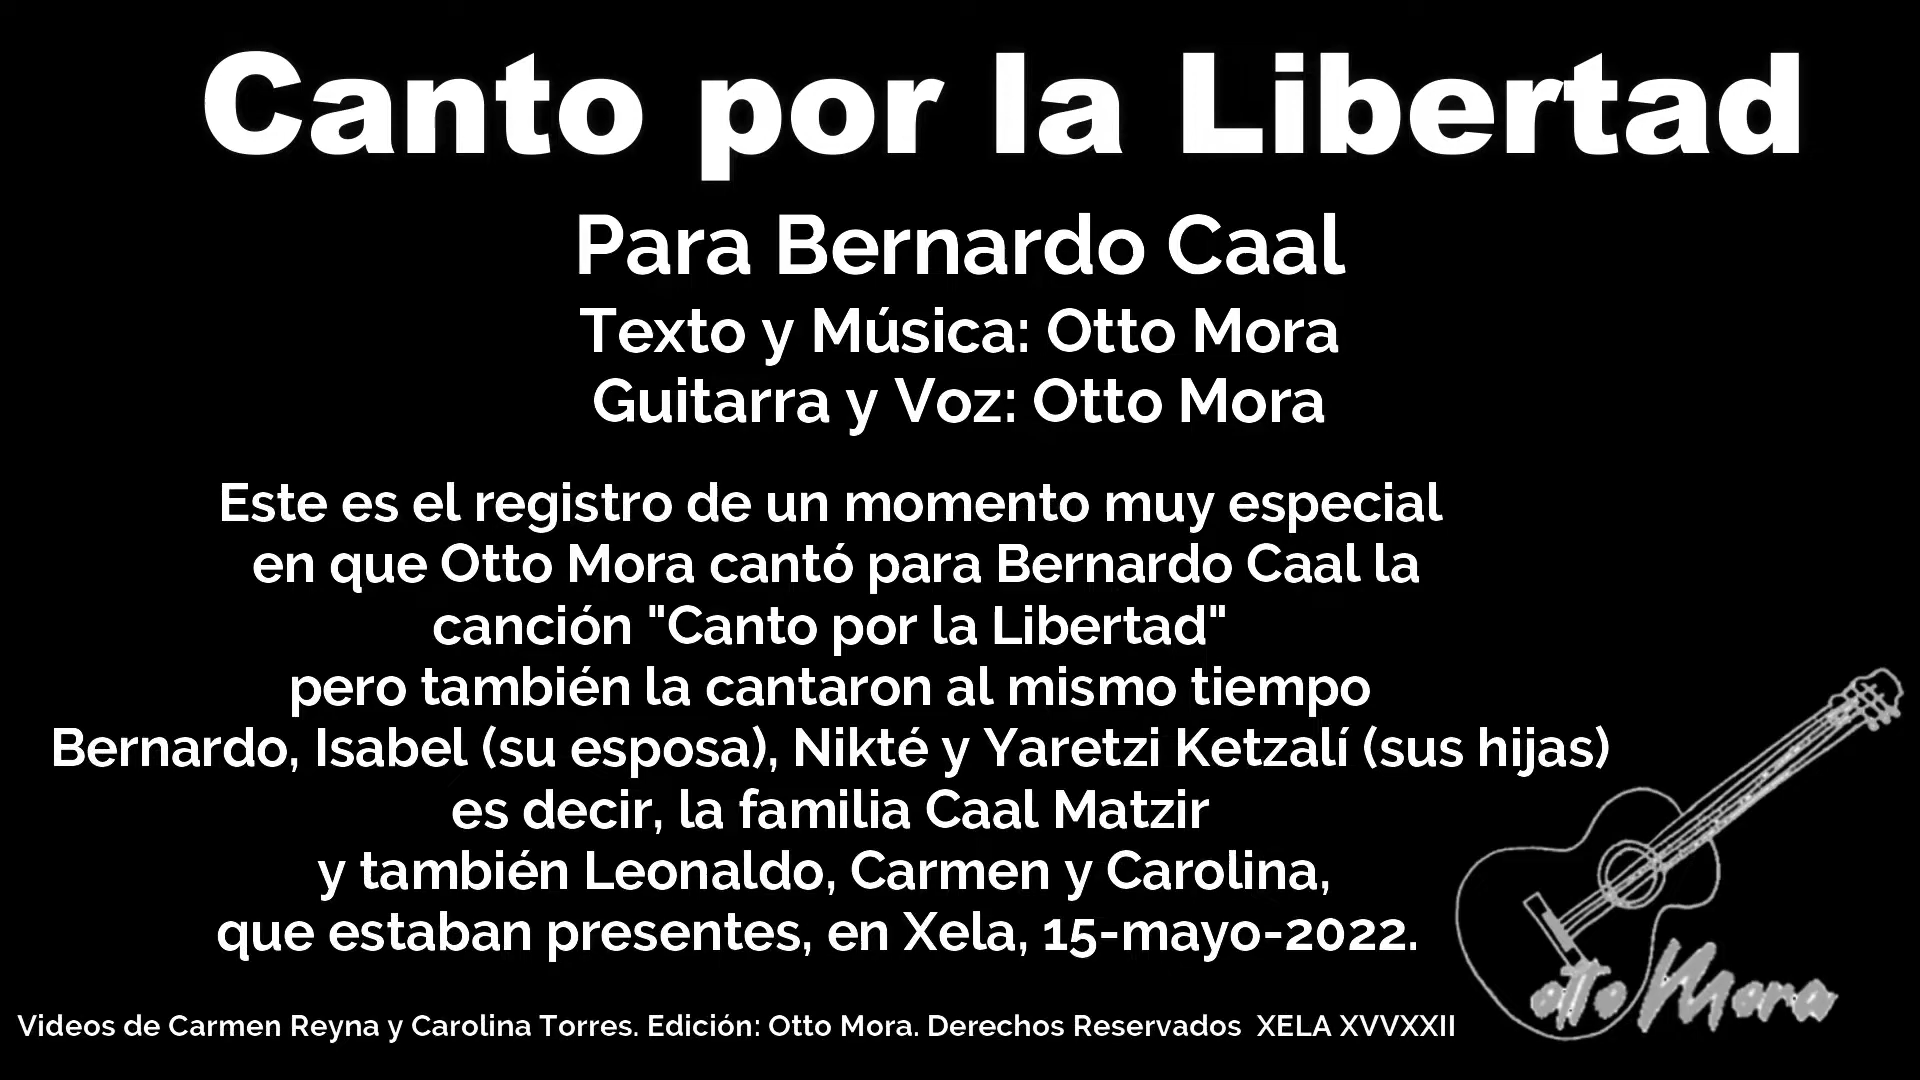 Canto por la Libertad
Para Bernardo Caal
Texto y Música: Otto Mora
Guitarra y Voz: Otto Mora
Este es el registro de un momento muy especial
en que Otto Mora cantó para Bernardo Caal la
canción "Canto por la Libertad"
pero también la cantaron al mismo tiempo
Bernardo, Isabel (su esposa), Nikté y Yaretzi Ketzalí (sus hijas)
es decir, la familia Caal Matzir
y también Leonaldo, Carmen y Carolina,
que estaban presentes, en Xela, 15-mayo-2022.
otto Mora
Videos de Carmen Reyna y Carolina Torres. Edición: Otto Mora. Derechos Reservados XELA XVVXXII